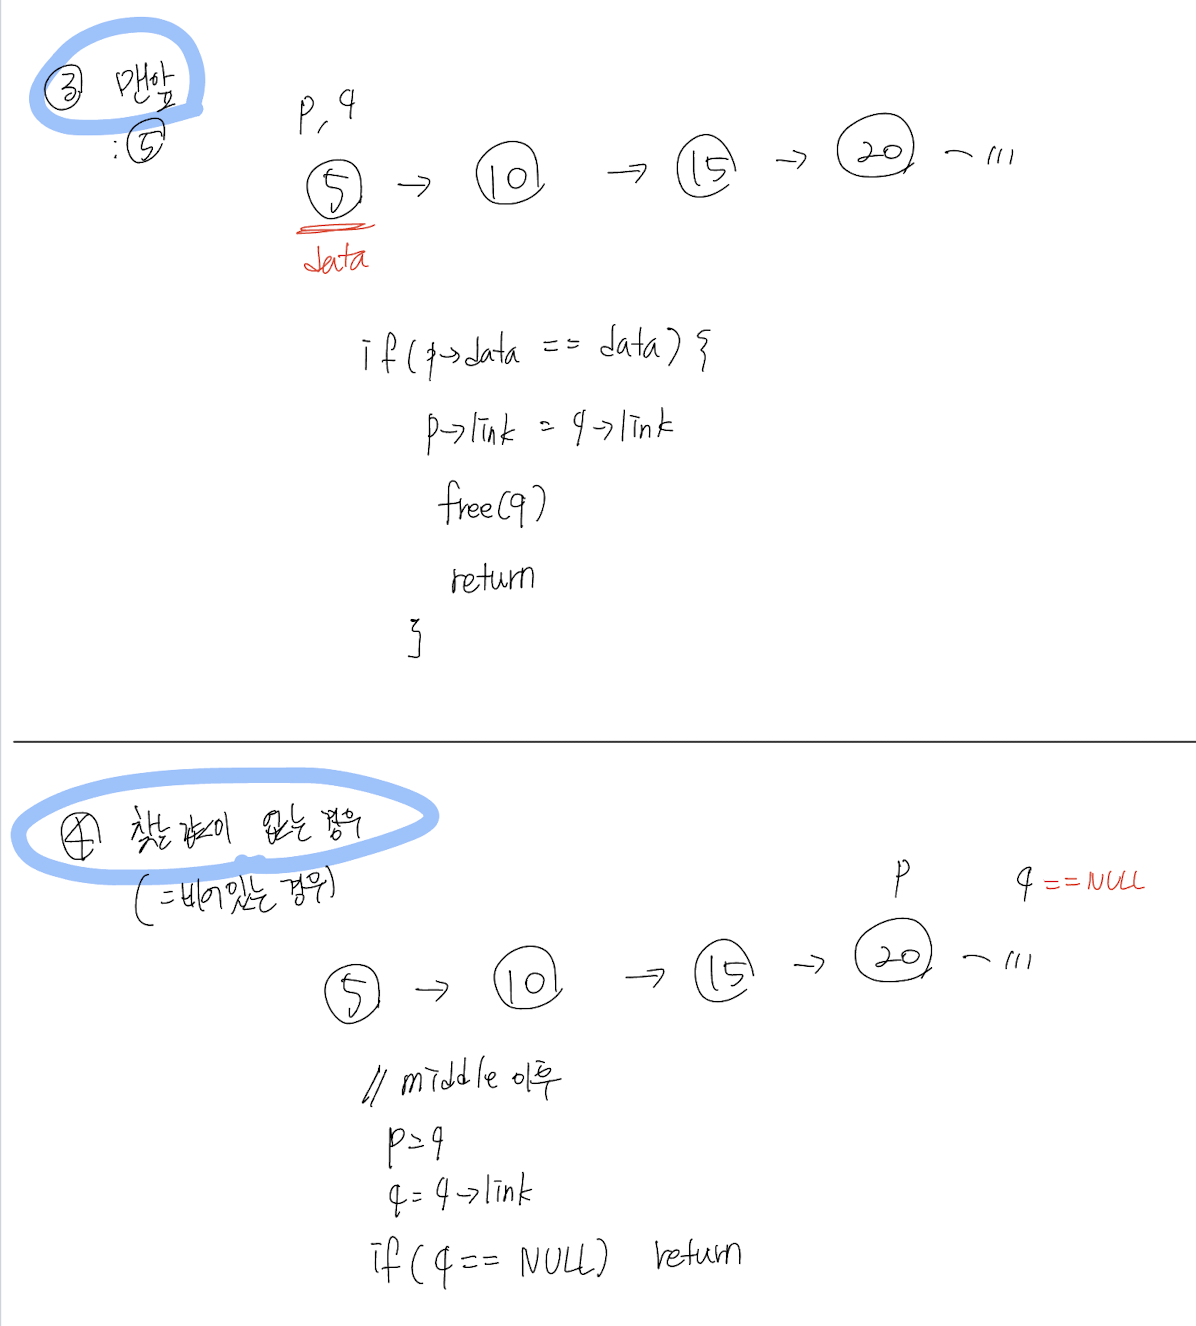 ③ 맨앞
: ⑤
p, q
5 → 10 → 15 → 20 - ...
data
if(p→data == data) {
p→link = q→link
free(q)
return
}
④ 찾는 값이 없는 경우
(=비어있는 경우)
p q == NULL
5 → 10 → 15 → 20 - ...
// middle 이후
p = q
q = q→link
if(q == NULL) return